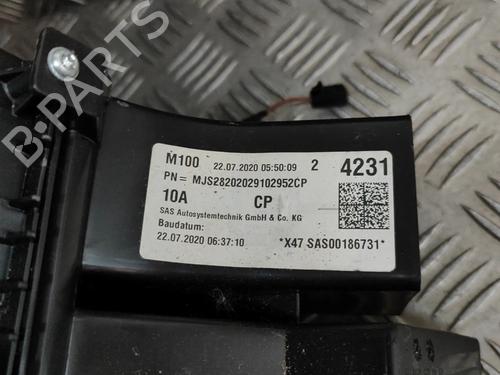 M100 22.07.2020 05:50:09 2 4231
PN = MJS28202029102952CP
10A CP
SAS Autosystemtechnik GmbH & Co. KG
Baudatum:
22.07.2020 06:37:10 *X47 SAS00186731*
B-PARTS